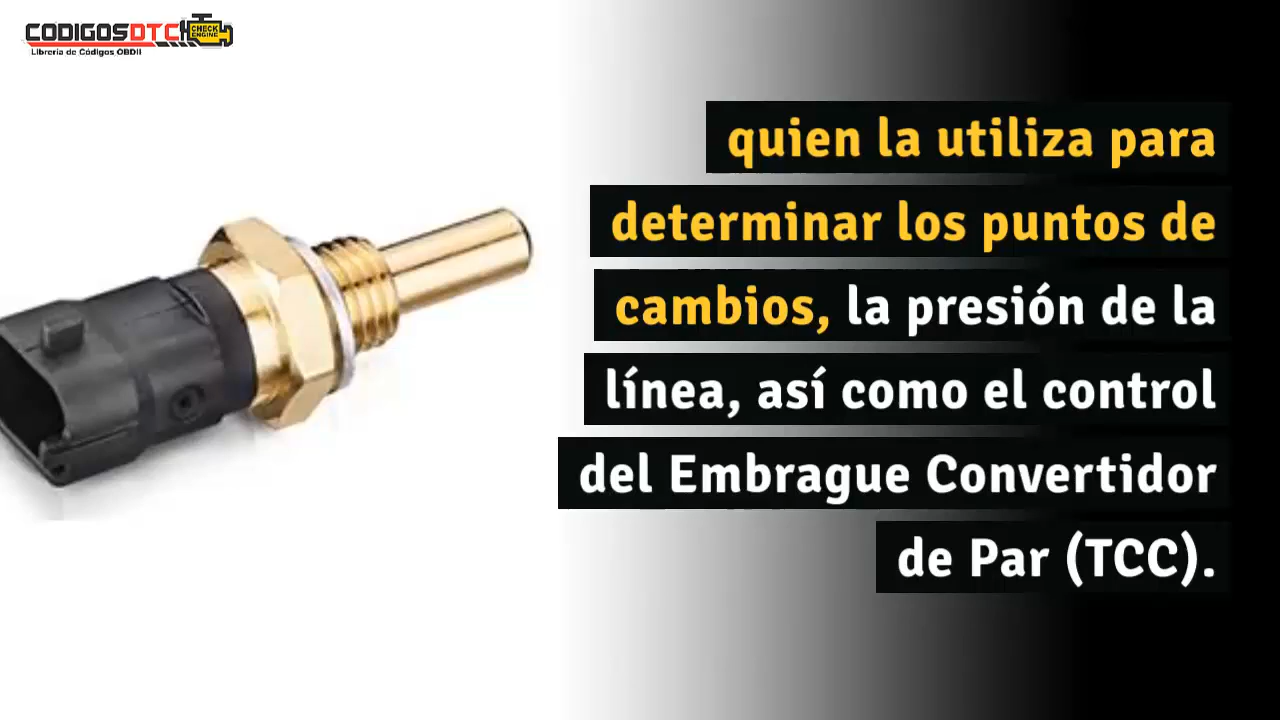 CODIGOSDTC
CHECK
ENGINE
Librería de Códigos OBDII
quien la utiliza para
determinar los puntos de
cambios, la presión de la
línea, así como el control
del Embrague Convertidor
de Par (TCC).